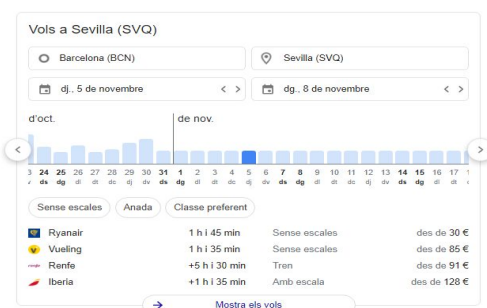 Vols a Sevilla (SVQ)
Barcelona (BCN) Sevilla (SVQ)
dj., 5 de novembre < > dg., 8 de novembre < >
d'oct. de nov.
24 25 26 27 28 29 30 31 1 2 3 4 5 6 7 8 9 10 11 12 13 14 15 16 17
ds dg dl dt dc dj dv ds dg dl dt dc dj dv ds dg dl dt dc dj dv ds dg dl dt
Sense escales Anada Classe preferent
Ryanair 1 h i 45 min Sense escales des de 30 €
Vueling 1 h i 35 min Sense escales des de 85 €
Renfe +5 h i 30 min Tren des de 91 €
Iberia +1 h i 35 min Amb escala des de 128 €
Mostra els vols